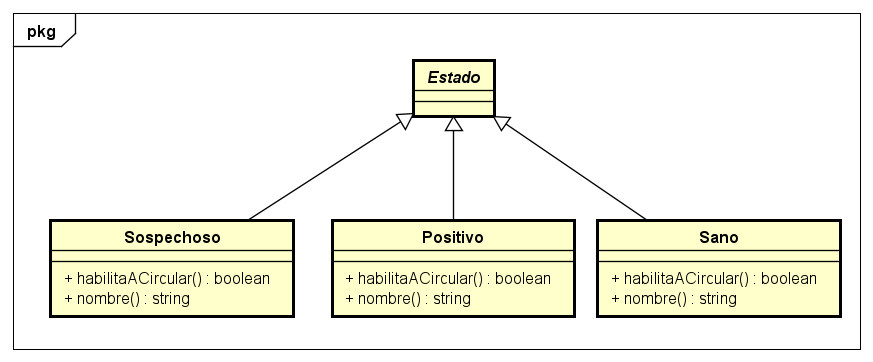 pkg
Estado
Sospechoso
+ habilitaACircular() : boolean
+ nombre() : string
Positivo
+ habilitaACircular() : boolean
+ nombre() : string
Sano
+ habilitaACircular() : boolean
+ nombre() : string